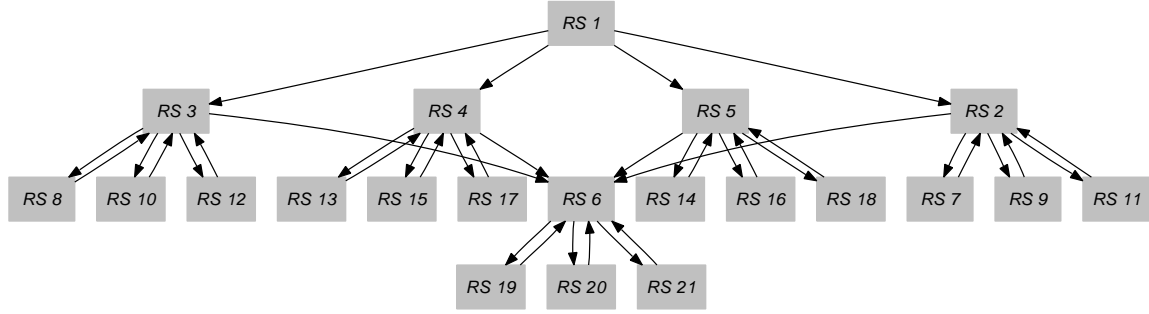 RS 1
RS 3
RS 4
RS 5
RS 2
RS 8
RS 10
RS 12
RS 13
RS 15
RS 17
RS 6
RS 14
RS 16
RS 18
RS 7
RS 9
RS 11
RS 19
RS 20
RS 21